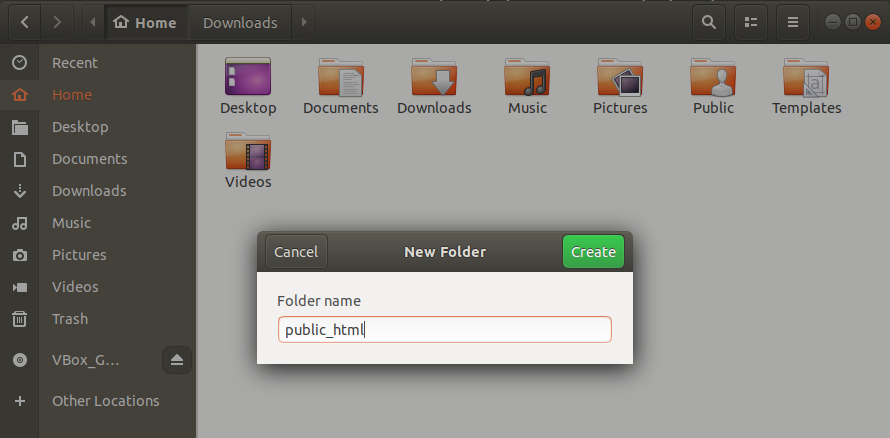 Home Downloads
Recent
Home
Desktop
Documents
Downloads
Music
Pictures
Videos
Trash
VBox_G...
Other Locations
Desktop Documents Downloads Music Pictures Public Templates
Videos
Cancel New Folder Create
Folder name
public_html